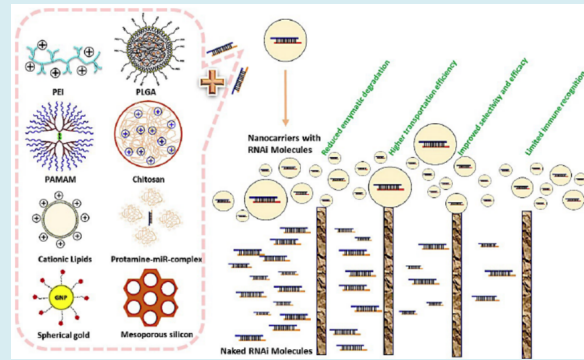 PEI
PLGA
PAMAM
Chitosan
Cationic Lipids
Protamine-miR-complex
GNP
Spherical gold
Mesoporous silicon
Nanocarriers with
RNAi Molecules
Reduced enzymatic degradation
Higher transportation efficiency
Improved selectivity and efficacy
Limited immune recognition
Naked RNAi Molecules